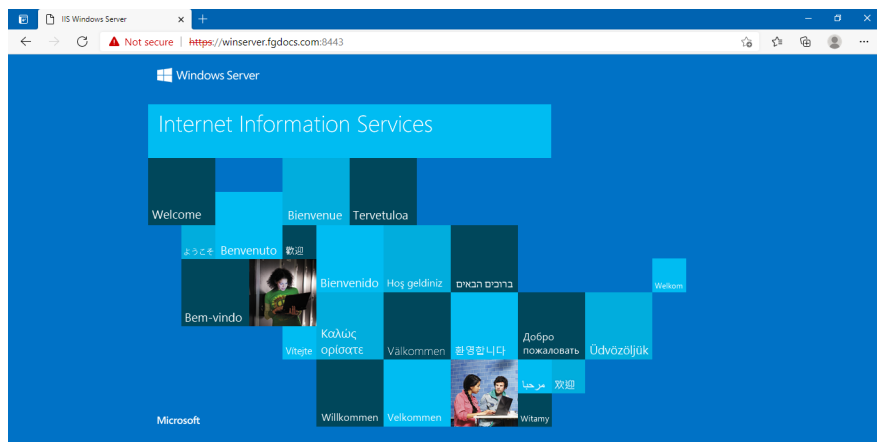 IIS Windows Server
Not secure | https://winserver.fgdocs.com:8443
Windows Server
Internet Information Services
Welcome
Bienvenue
Tervetuloa
ようこそ
Benvenuto
歡迎
Bem-vindo
Bienvenido
Hoş geldiniz
ברוכים הבאים
Welkom
Vítejte
Καλώς
ορίσατε
Välkommen
환영합니다
Добро
пожаловать
Üdvözöljük
Microsoft
Willkommen
Velkommen
مرحبا
欢迎
Witamy